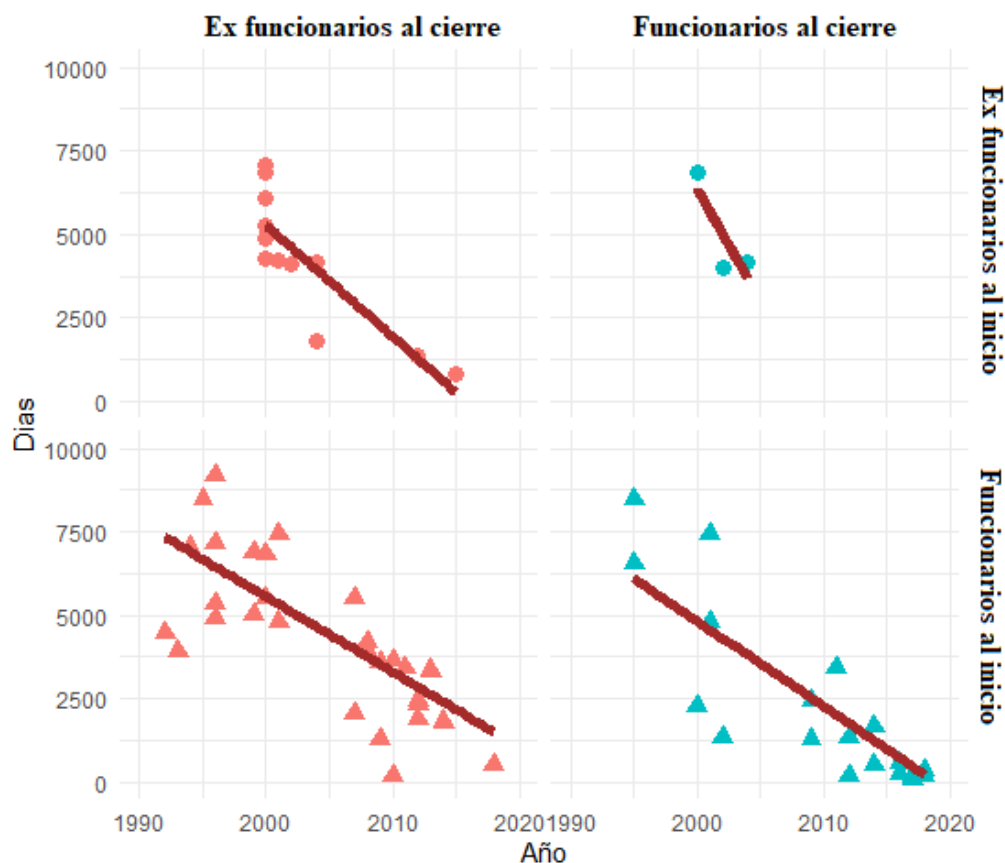 Ex funcionarios al cierre
Funcionarios al cierre
10000
7500
5000
2500
0
Ex funcionarios al inicio
Dias
10000
7500
5000
2500
0
Funcionarios al inicio
1990 2000 2010 2020
1990 2000 2010 2020
Año